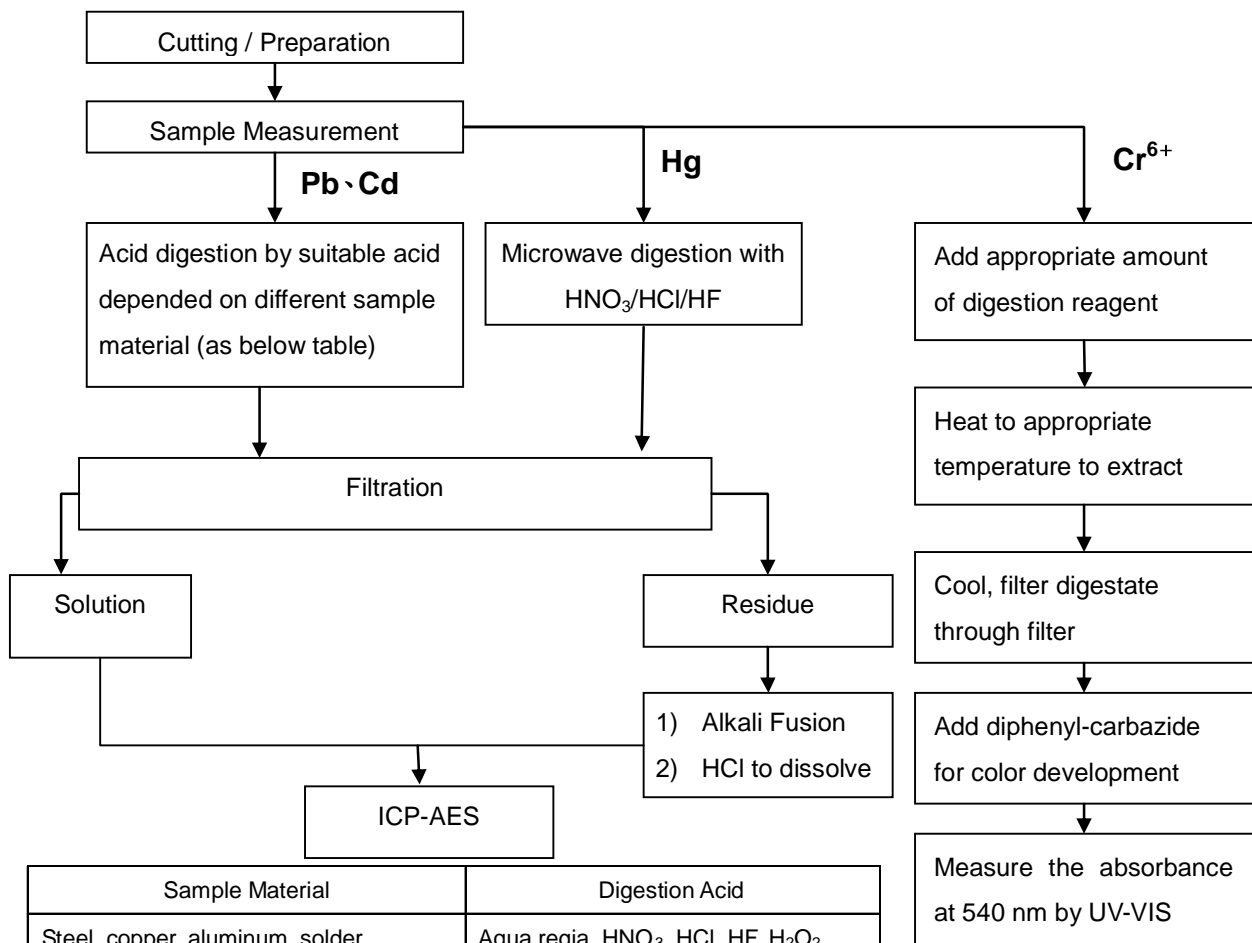 Cutting / Preparation
Sample Measurement
Pb、Cd
Hg
Cr⁶⁺
Acid digestion by suitable acid
depended on different sample
material (as below table)
Microwave digestion with
HNO₃/HCl/HF
Add appropriate amount
of digestion reagent
Heat to appropriate
temperature to extract
Filtration
Solution
Residue
Cool, filter digestate
through filter
1) Alkali Fusion
2) HCl to dissolve
Add diphenyl-carbazide
for color development
ICP-AES
Measure the absorbance
at 540 nm by UV-VIS
Sample Material
Digestion Acid
Steel, copper, aluminum, solder
Aqua regia, HNO₃, HCl, HF, H₂O₂